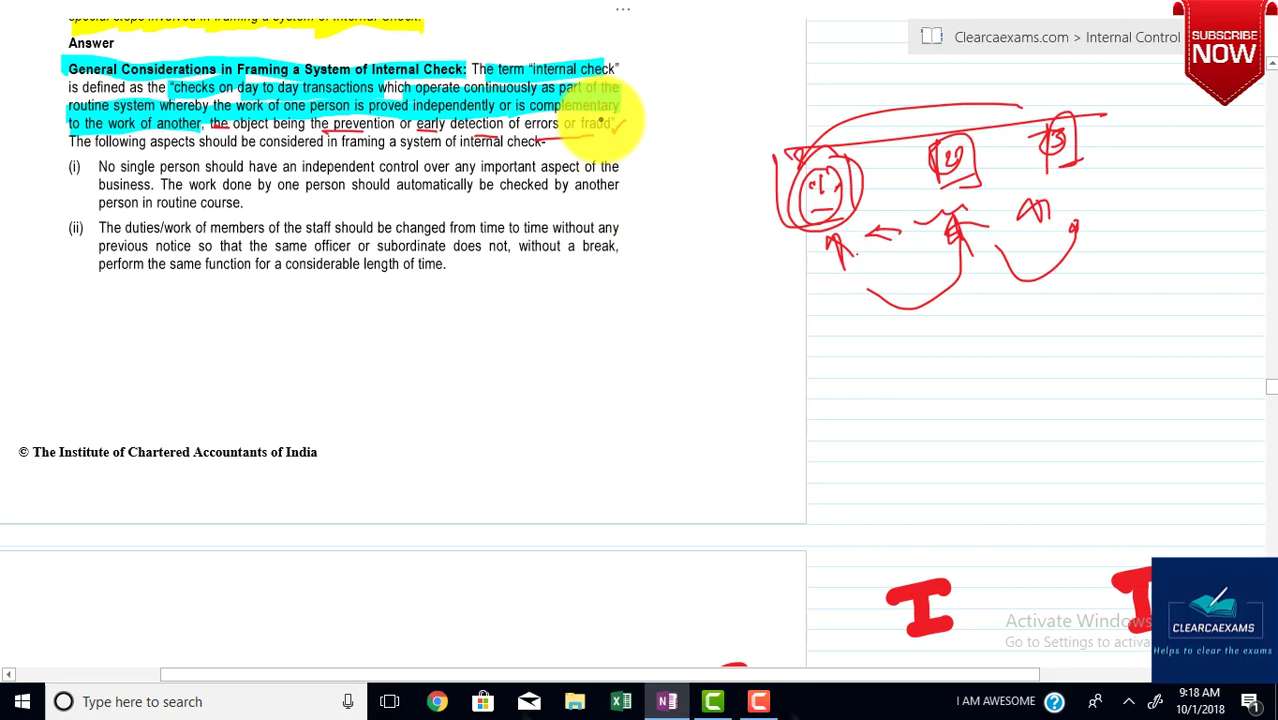 special steps involved in framing a system of Internal Check.
Answer
General Considerations in Framing a System of Internal Check: The term "internal check"
is defined as the "checks on day to day transactions which operate continuously as part of the
routine system whereby the work of one person is proved independently or is complementary
to the work of another, the object being the prevention or early detection of errors or fraud"
The following aspects should be considered in framing a system of internal check-
(i) No single person should have an independent control over any important aspect of the
business. The work done by one person should automatically be checked by another
person in routine course.
(ii) The duties/work of members of the staff should be changed from time to time without any
previous notice so that the same officer or subordinate does not, without a break,
perform the same function for a considerable length of time.
© The Institute of Chartered Accountants of India
Clearcaexams.com » Internal Control
SUBSCRIBE
NOW
I
I
Activate Windows
Go to Settings to activa
CLEARCAEXAMS
Helps to clear the exams
Type here to search
I AM AWESOME
9:18 AM
10/1/2018